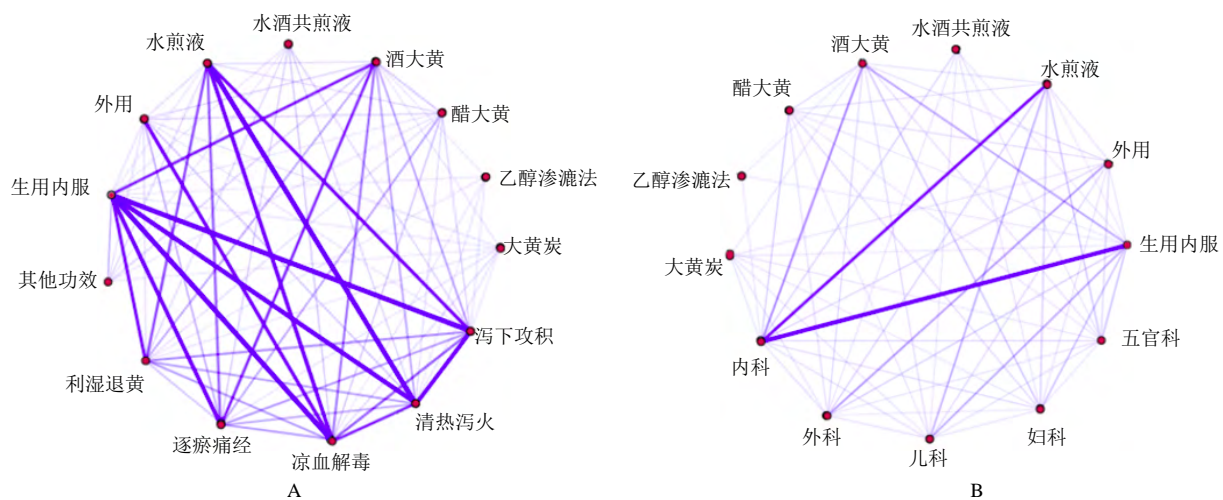 水酒共煎液
水煎液
酒大黄
外用
醋大黄
生用内服
乙醇渗漉法
大黄炭
其他功效
泻下攻积
利湿退黄
清热泻火
逐瘀痛经
凉血解毒
A
水酒共煎液
酒大黄
水煎液
醋大黄
外用
乙醇渗漉法
生用内服
大黄炭
五官科
内科
妇科
外科
儿科
B